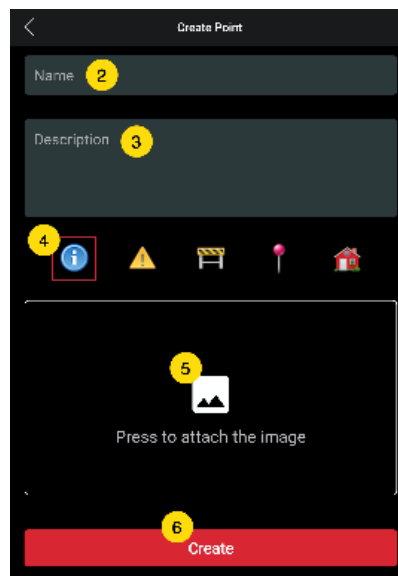 Create Point
Name 2
Description 3
4
5
Press to attach the image
6
Create